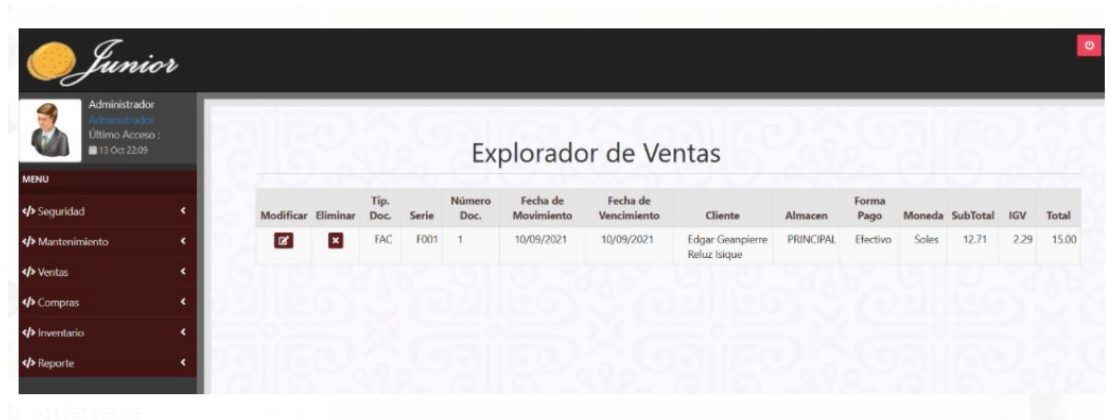 Junior
Administrador
Administrador
Último Acceso :
13 Oct 22:09
MENU
</> Seguridad
</> Mantenimiento
</> Ventas
</> Compras
</> Inventario
</> Reporte
Explorador de Ventas
Modificar Eliminar Tip. Doc. Serie Número Doc. Fecha de Movimiento Fecha de Vencimiento Cliente Almacen Forma Pago Moneda SubTotal IGV Total
FAC F001 1 10/09/2021 10/09/2021 Edgar Geanpierre Reluz Isique PRINCIPAL Efectivo Soles 12.71 2.29 15.00